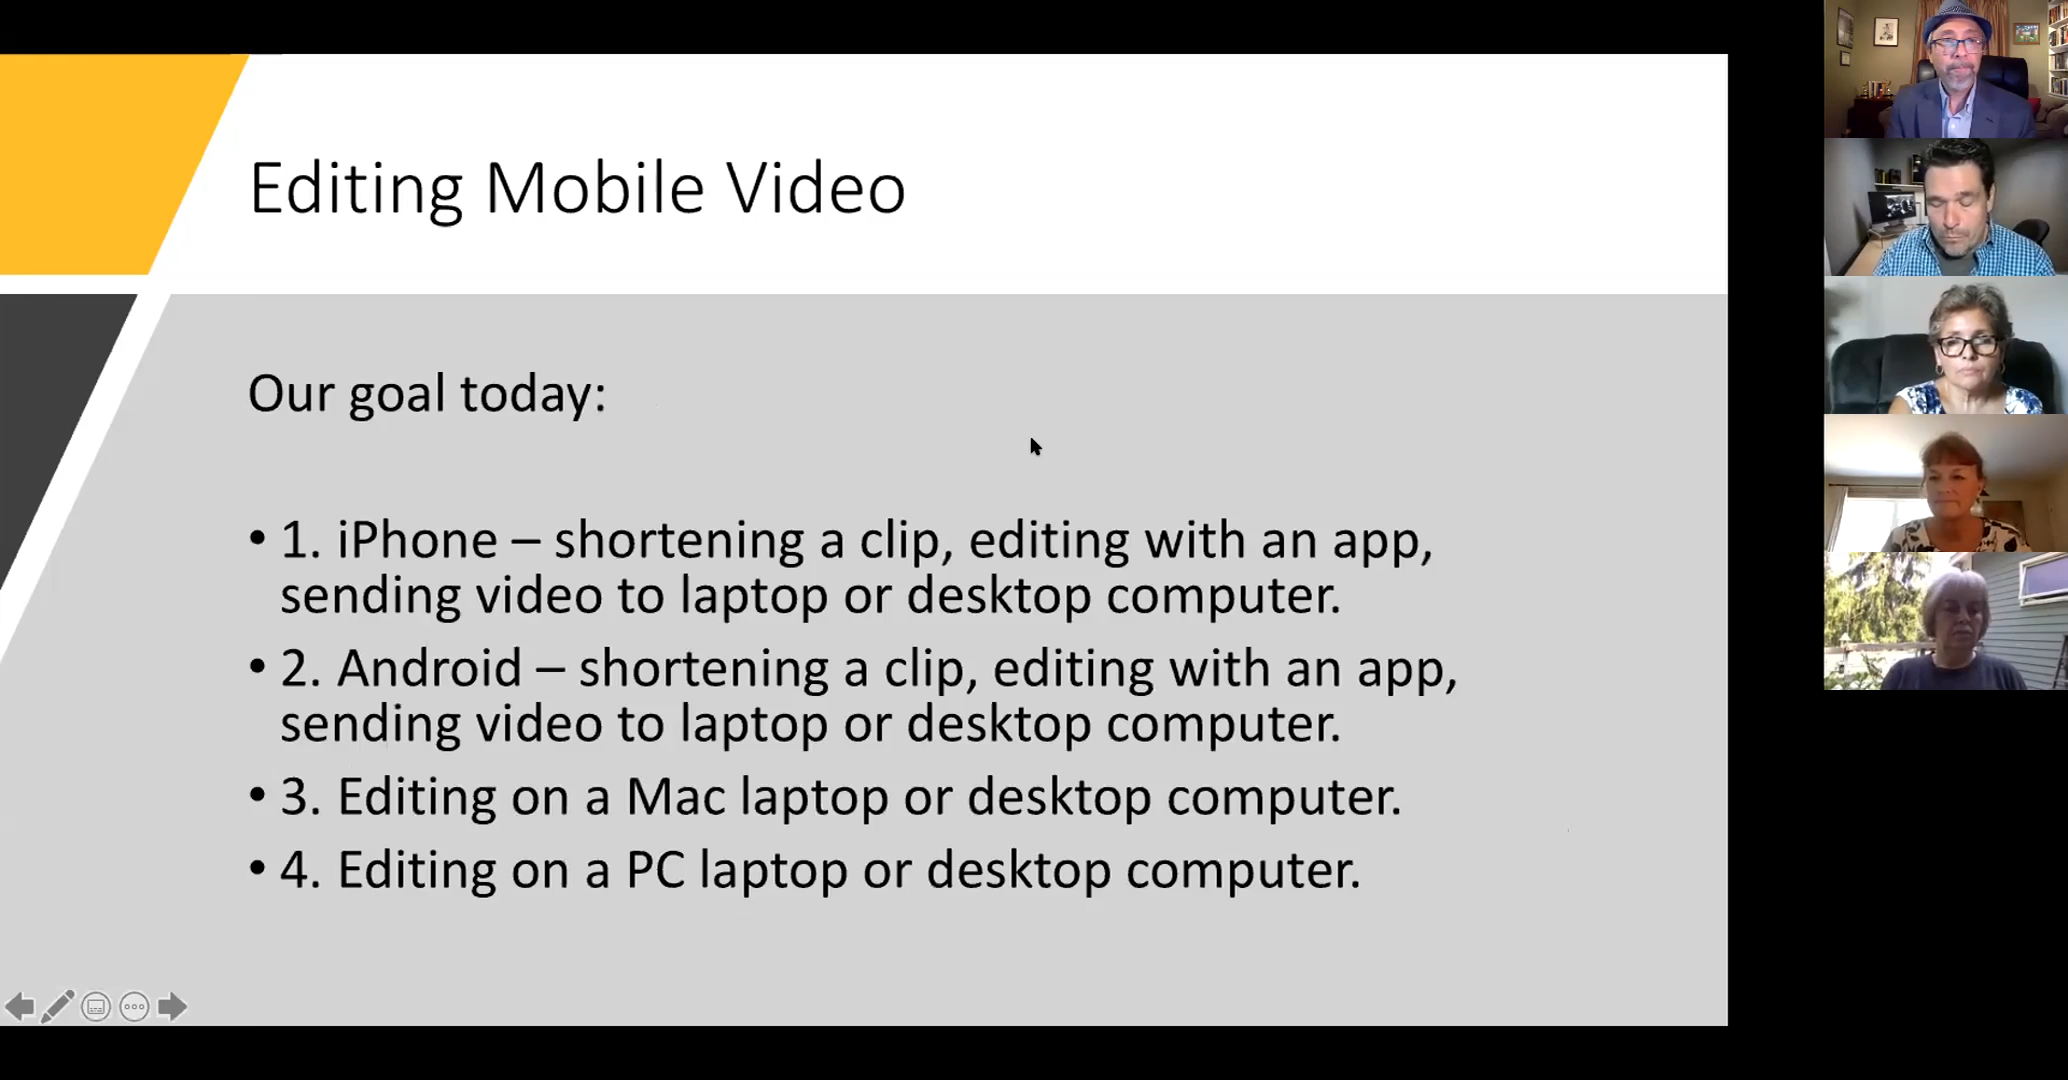 Editing Mobile Video
Our goal today:
• 1. iPhone – shortening a clip, editing with an app,
sending video to laptop or desktop computer.
• 2. Android – shortening a clip, editing with an app,
sending video to laptop or desktop computer.
• 3. Editing on a Mac laptop or desktop computer.
• 4. Editing on a PC laptop or desktop computer.